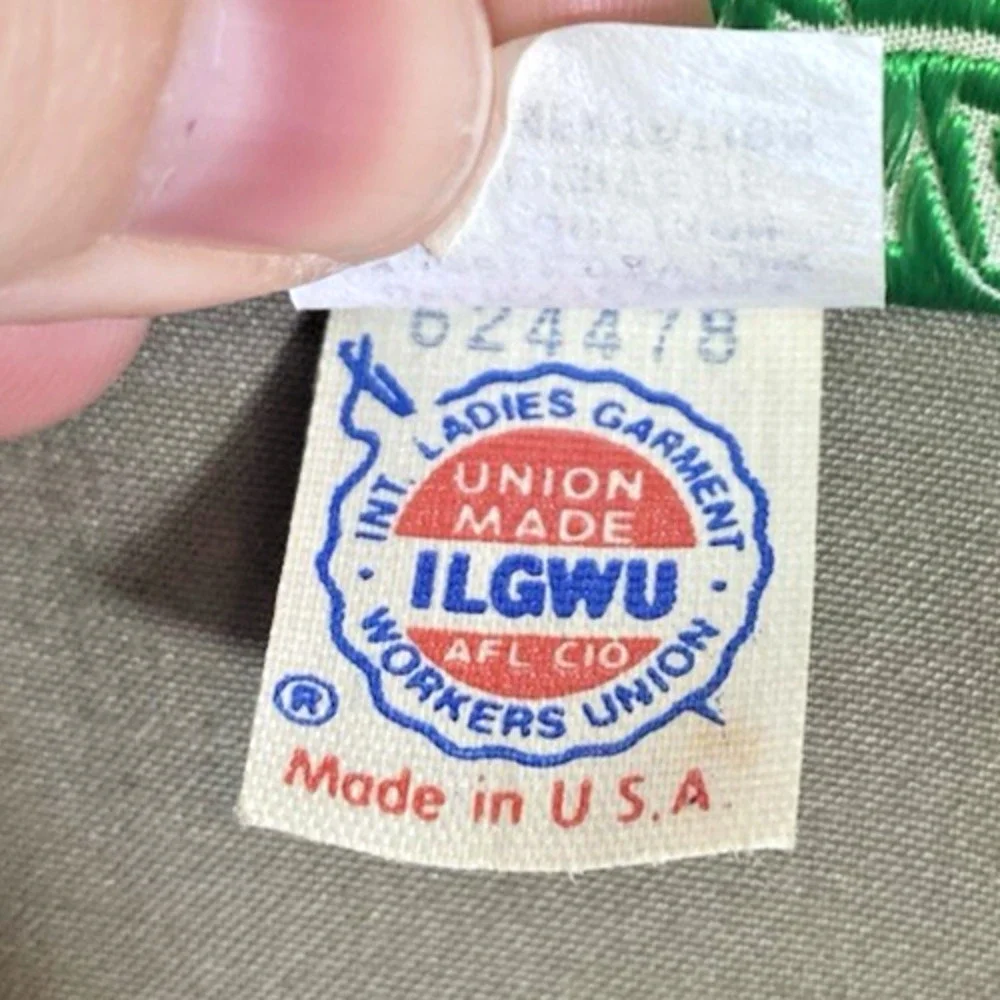 624478
INT. LADIES GARMENT
UNION
MADE
ILGWU
AFL CIO
WORKERS UNION
®
Made in U.S.A.